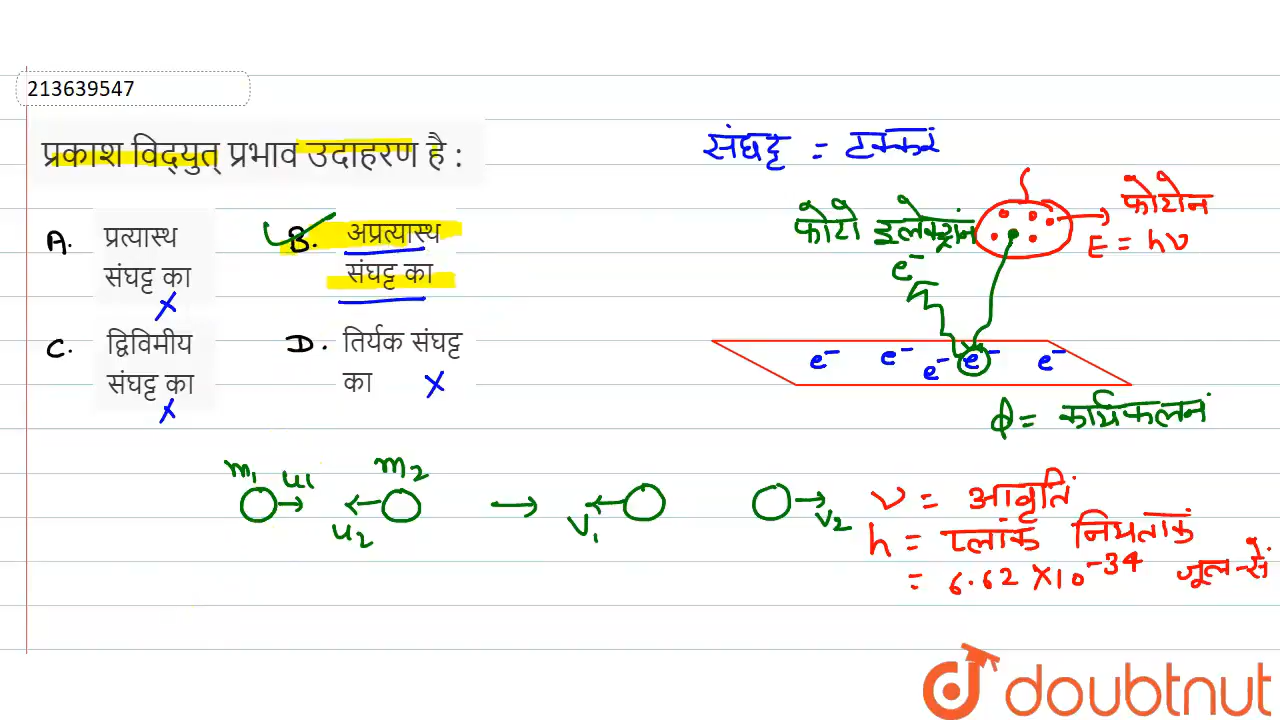 213639547
प्रकाश विद्युत् प्रभाव उदाहरण है :
A. प्रत्यास्थ
संघट्ट का
B. अप्रत्यास्थ
संघट्ट का
C. द्विविमीय
संघट्ट का
D. तिर्यक संघट्ट
का
संघट्ट = टक्कर
फोटोन
E = hν
फोटो इलेक्ट्रॉन
e⁻
e⁻ e⁻ e⁻ e⁻ e⁻
ϕ = कार्यफलन
m₁ u₁ m₂ u₂ → v₁ v₂
ν = आवृति
h = प्लांक नियतांक
= 6.62 × 10⁻³⁴ जूल-से
doubtnut